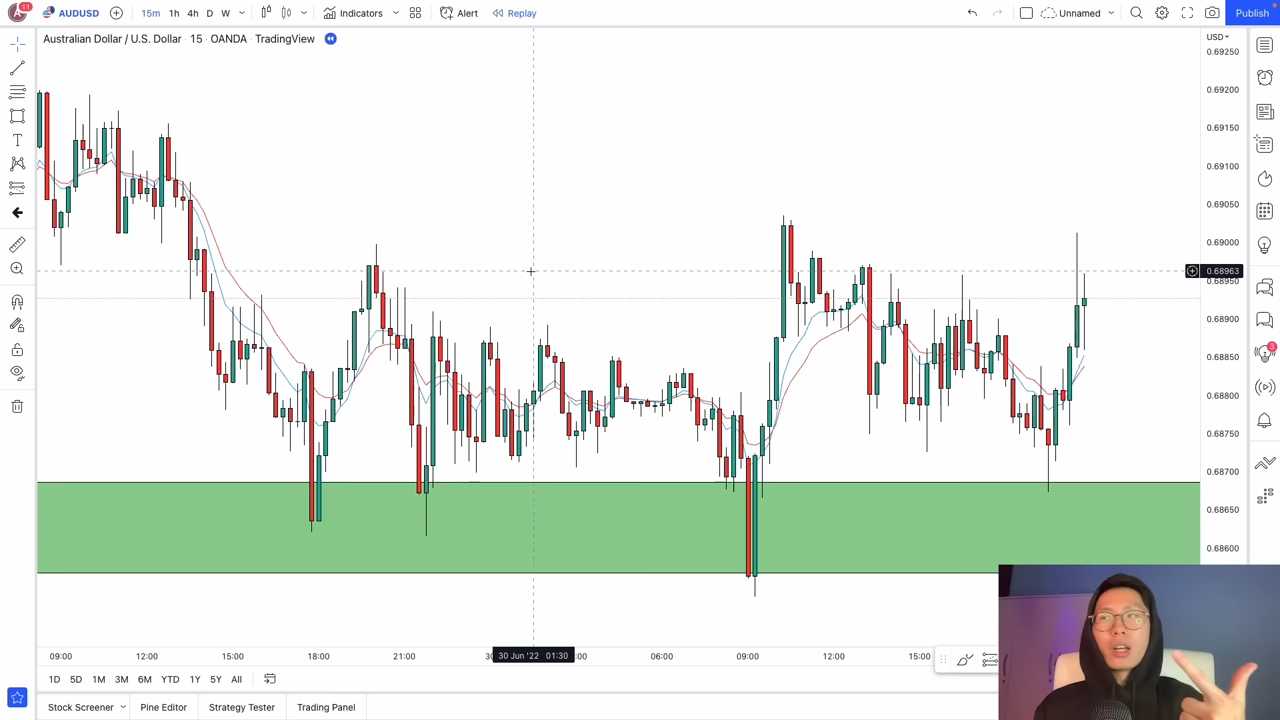 11
AUDUSD 15m 1h 4h D W Indicators Alert Replay Unnamed Publish
Australian Dollar / U.S. Dollar · 15 · OANDA · TradingView
USD
0.69250
0.69200
0.69150
0.69100
0.69050
0.69000
0.68963
0.68950
0.68900
0.68850
3
0.68800
0.68750
0.68700
0.68650
0.68600
09:00 12:00 15:00 18:00 21:00 30 Jun '22 01:30 06:00 09:00 12:00 15:00
1D 5D 1M 3M 6M YTD 1Y 5Y All
Stock Screener Pine Editor Strategy Tester Trading Panel